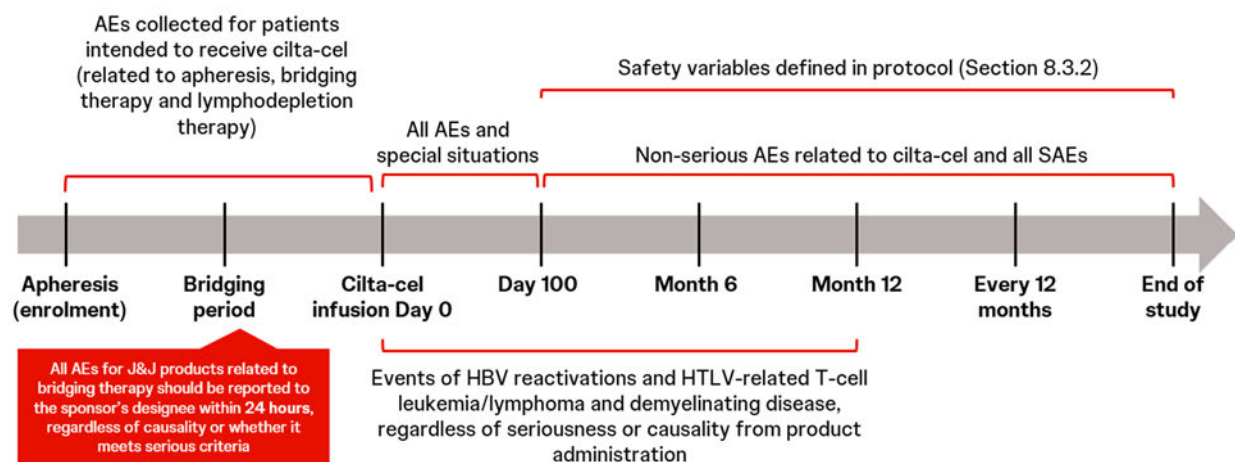 AEs collected for patients
intended to receive cilta-cel
(related to apheresis, bridging
therapy and lymphodepletion
therapy)
All AEs and
special situations
Safety variables defined in protocol (Section 8.3.2)
Non-serious AEs related to cilta-cel and all SAEs
Apheresis
(enrolment)
Bridging
period
Cilta-cel
infusion Day 0
Day 100
Month 6
Month 12
Every 12
months
End of
study
All AEs for J&J products related to
bridging therapy should be reported to
the sponsor's designee within 24 hours,
regardless of causality or whether it
meets serious criteria
Events of HBV reactivations and HTLV-related T-cell
leukemia/lymphoma and demyelinating disease,
regardless of seriousness or causality from product
administration